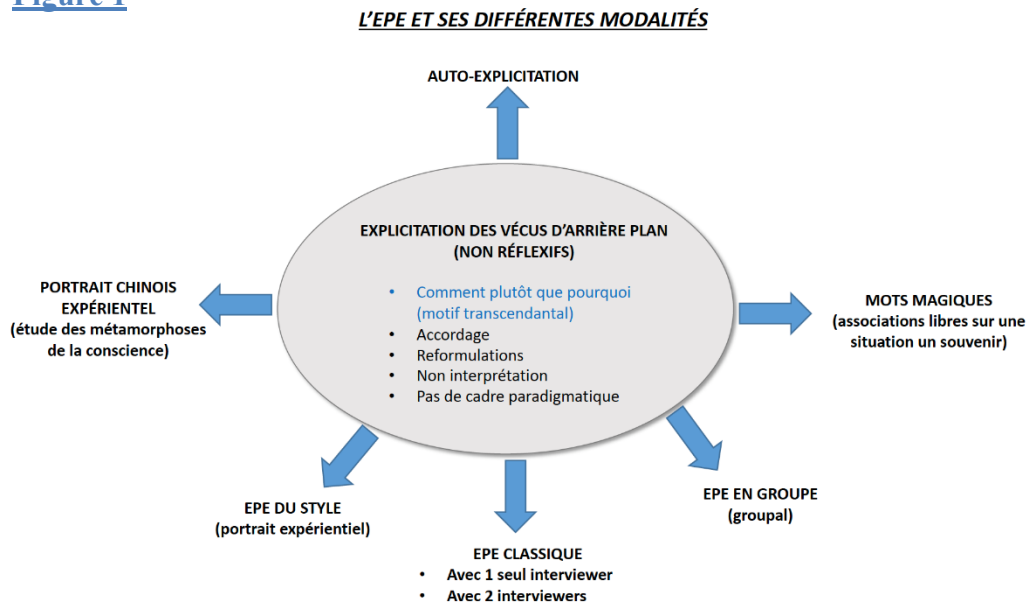 Figure 1
L'EPE ET SES DIFFÉRENTES MODALITÉS
AUTO-EXPLICITATION
EXPLICITATION DES VÉCUS D'ARRIÈRE PLAN
(NON RÉFLEXIFS)
• Comment plutôt que pourquoi
(motif transcendantal)
• Accordage
• Reformulations
• Non interprétation
• Pas de cadre paradigmatique
PORTRAIT CHINOIS
EXPÉRIENTEL
(étude des métamorphoses
de la conscience)
MOTS MAGIQUES
(associations libres sur une
situation un souvenir)
EPE DU STYLE
(portrait expérientiel)
EPE EN GROUPE
(groupal)
EPE CLASSIQUE
• Avec 1 seul interviewer
• Avec 2 interviewers